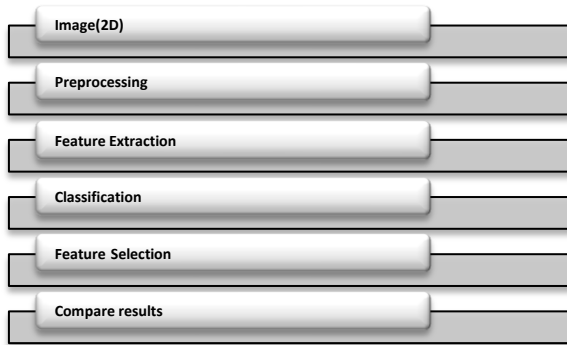 Image(2D)
Preprocessing
Feature Extraction
Classification
Feature Selection
Compare results